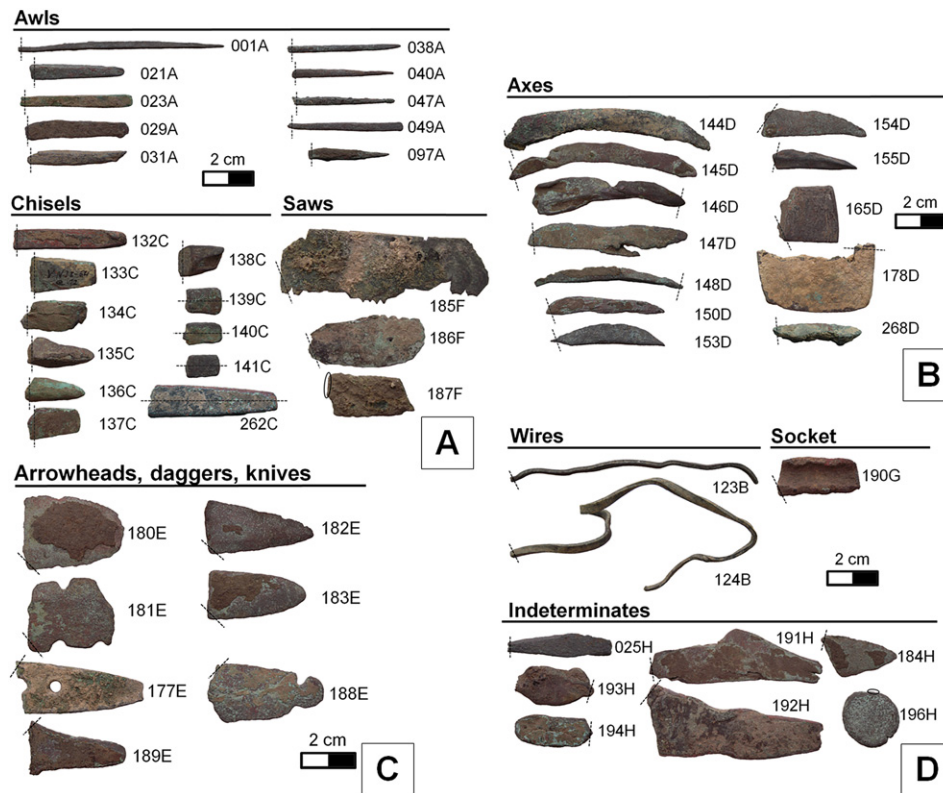 Awls
001A
021A
023A
029A
031A
038A
040A
047A
049A
097A
2 cm
Chisels
132C
133C
134C
135C
136C
137C
138C
139C
140C
141C
262C
Saws
185F
186F
187F
A
Axes
144D
145D
146D
147D
148D
150D
153D
154D
155D
165D
178D
268D
2 cm
B
Arrowheads, daggers, knives
180E
181E
177E
189E
182E
183E
188E
2 cm
C
Wires
123B
124B
Socket
190G
2 cm
Indeterminates
025H
193H
194H
191H
192H
184H
196H
D